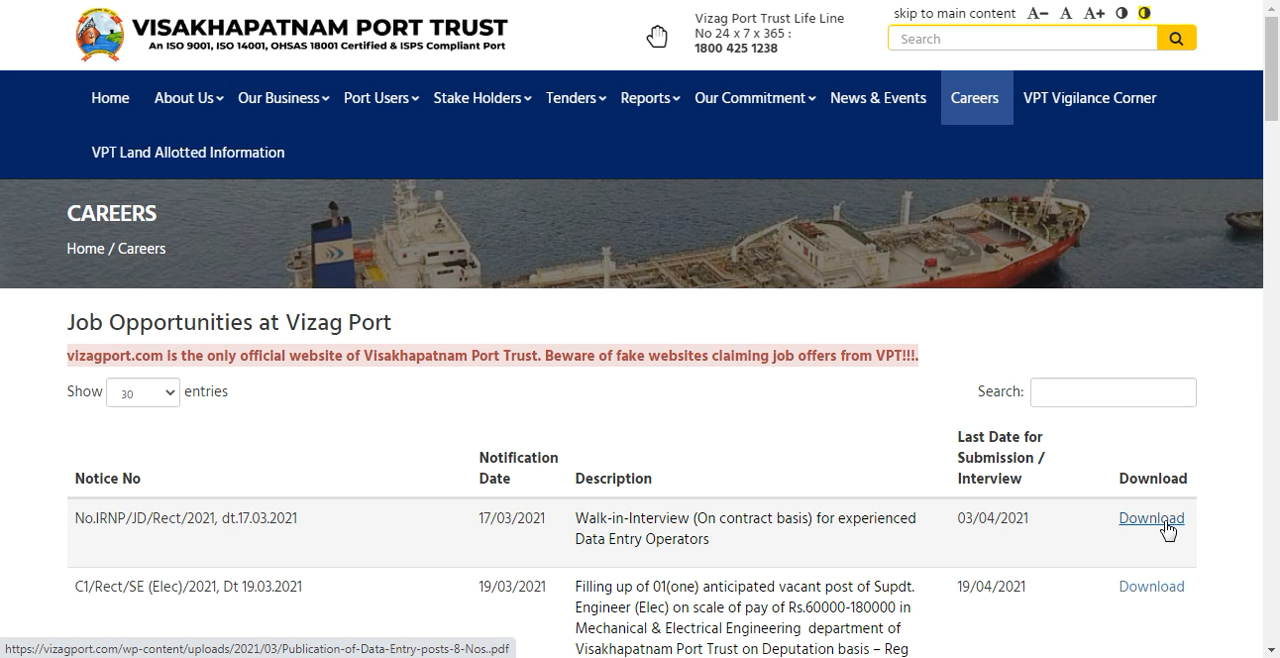 VISAKHAPATNAM PORT TRUST
An ISO 9001, ISO 14001, OHSAS 18001 Certified & ISPS Compliant Port
Vizag Port Trust Life Line
No 24 x 7 x 365 :
1800 425 1238
skip to main content A− A A+
Search
Home About Us Our Business Port Users Stake Holders Tenders Reports Our Commitment News & Events Careers VPT Vigilance Corner
VPT Land Allotted Information
CAREERS
Home / Careers
Job Opportunities at Vizag Port
vizagport.com is the only official website of Visakhapatnam Port Trust. Beware of fake websites claiming job offers from VPT!!!.
Show 30 entries
Search:
Notice No
Notification
Date
Description
Last Date for
Submission /
Interview
Download
No.IRNP/JD/Rect/2021, dt.17.03.2021
17/03/2021
Walk-in-Interview (On contract basis) for experienced
Data Entry Operators
03/04/2021
Download
C1/Rect/SE (Elec)/2021, Dt 19.03.2021
19/03/2021
Filling up of 01(one) anticipated vacant post of Supdt.
Engineer (Elec) on scale of pay of Rs.60000-180000 in
Mechanical & Electrical Engineering department of
Visakhapatnam Port Trust on Deputation basis – Reg
19/04/2021
Download
https://vizagport.com/wp-content/uploads/2021/03/Publication-of-Data-Entry-posts-8-Nos..pdf